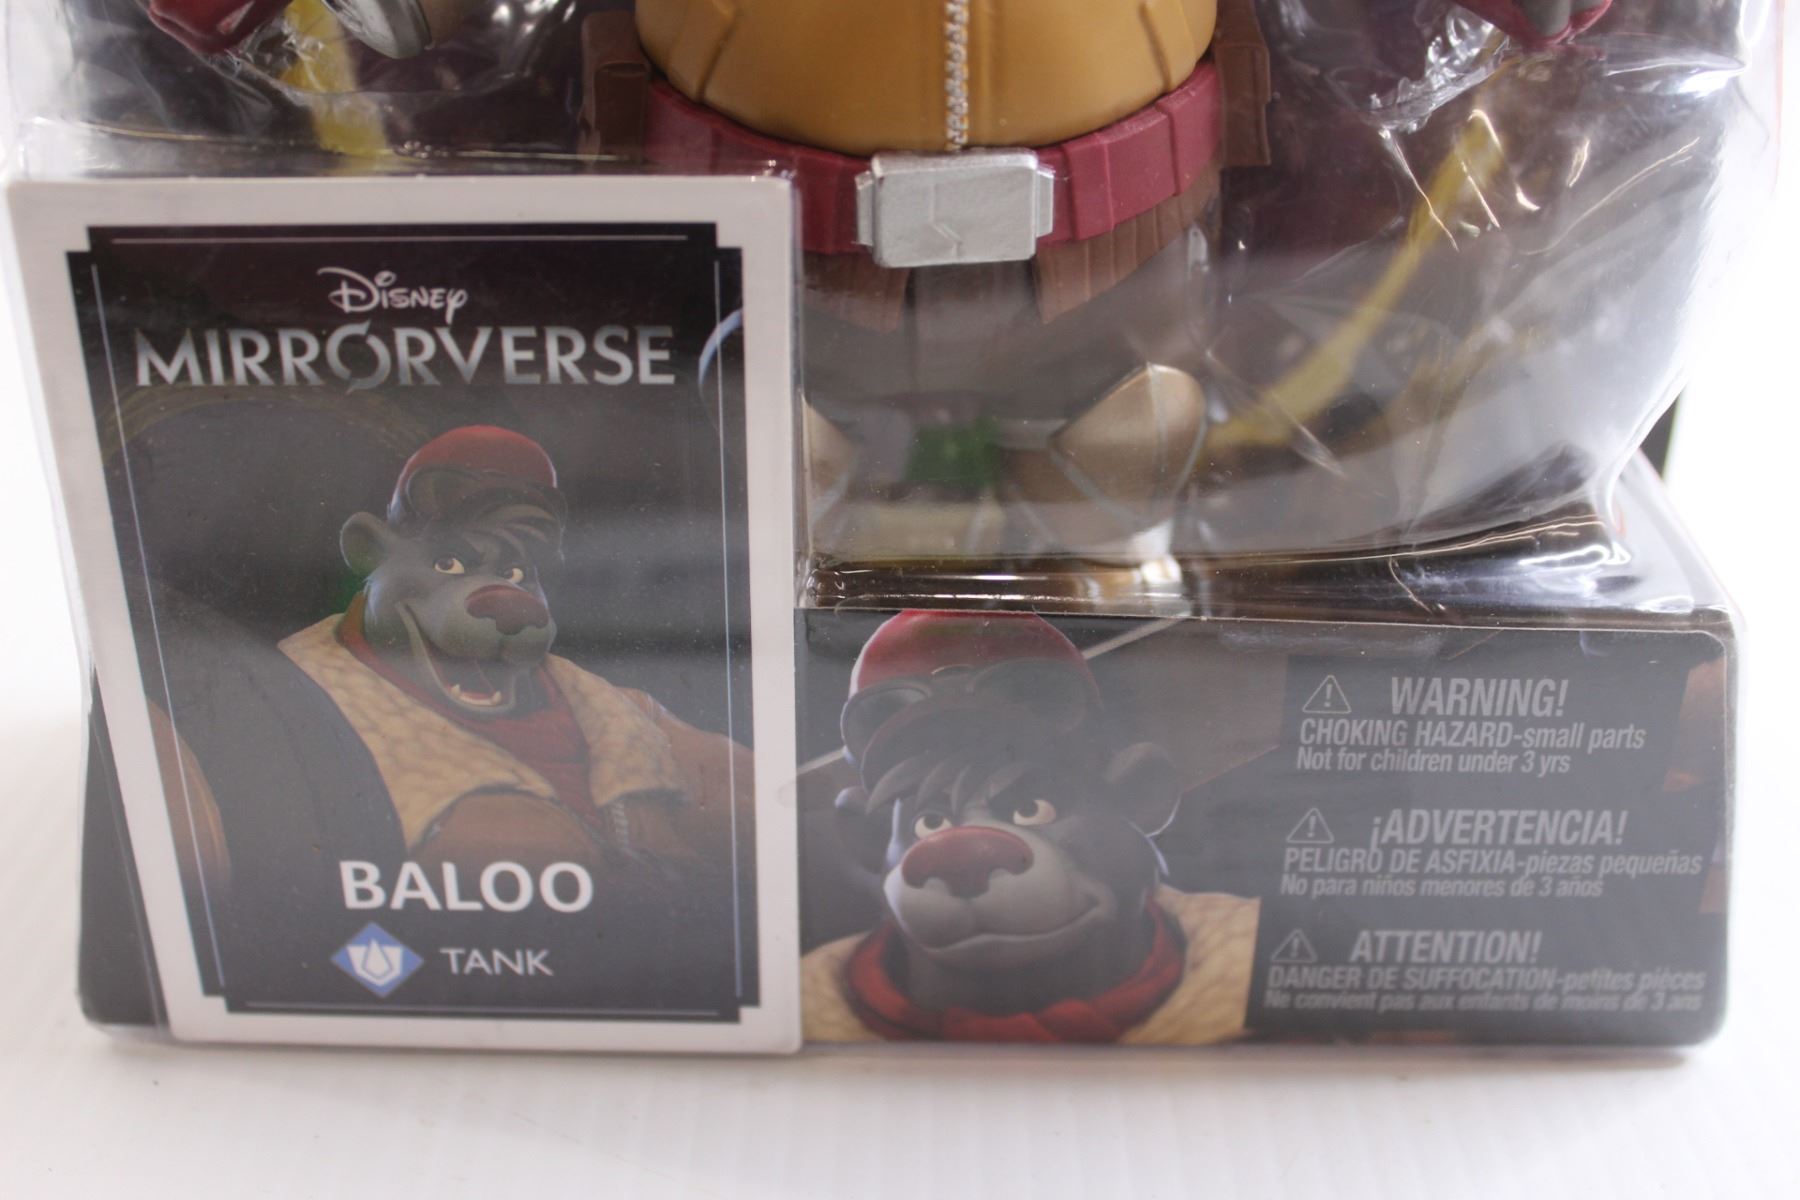 Disney
MIRRORVERSE
BALOO
TANK
WARNING!
CHOKING HAZARD-small parts
Not for children under 3 yrs
¡ADVERTENCIA!
PELIGRO DE ASFIXIA-piezas pequeñas
No para niños menores de 3 años
ATTENTION!
DANGER DE SUFFOCATION-petites pièces
Ne convient pas aux enfants de moins de 3 ans